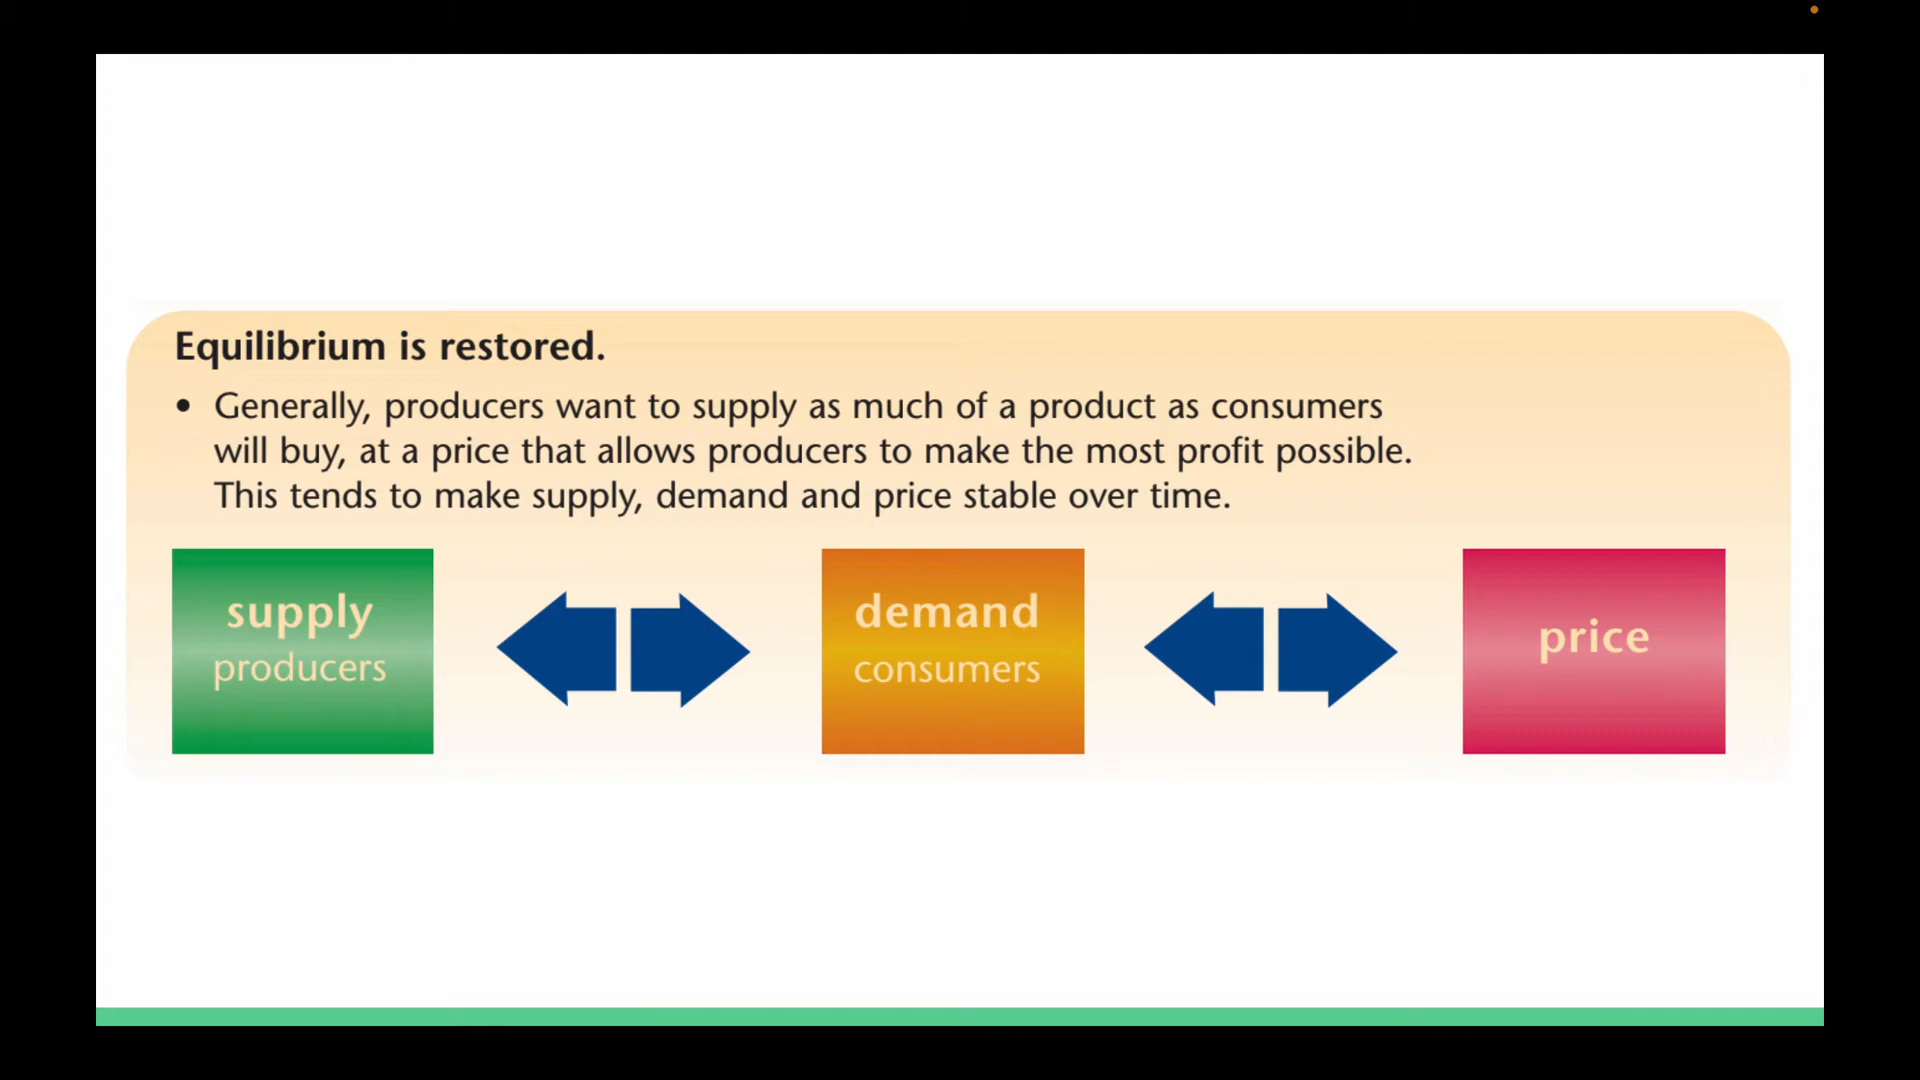 Equilibrium is restored.
• Generally, producers want to supply as much of a product as consumers
will buy, at a price that allows producers to make the most profit possible.
This tends to make supply, demand and price stable over time.
supply
producers
demand
consumers
price